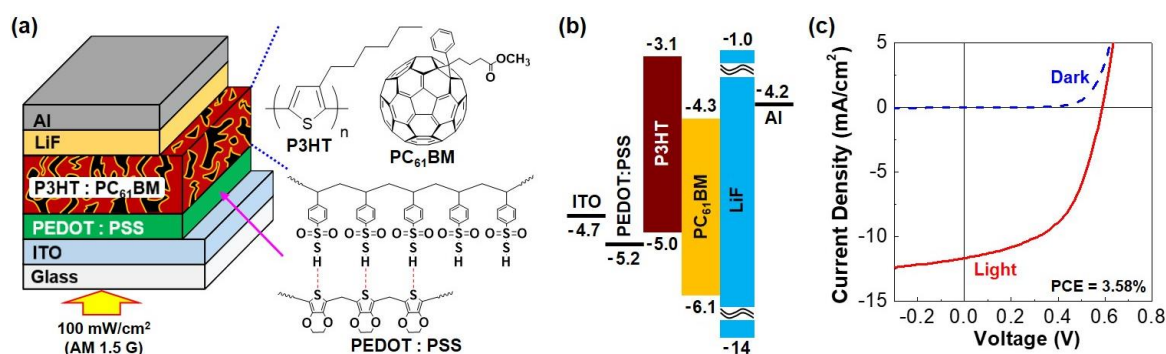 (a)
Al
LiF
P3HT : PC₆₁BM
PEDOT : PSS
ITO
Glass
100 mW/cm²
(AM 1.5 G)
S
n
P3HT
OCH₃
O
PC₆₁BM
O=S=O O=S=O O=S=O O=S=O O=S=O
S S S S S
H H H H H
S S S
O O O O O O
PEDOT : PSS
(b)
ITO
-4.7
PEDOT:PSS
-5.2
-3.1
P3HT
-5.0
-4.3
PC₆₁BM
-6.1
-1.0
LiF
-14
-4.2
Al
(c)
Current Density (mA/cm²)
5
0
-5
-10
-15
Dark
Light
PCE = 3.58%
0.0 0.2 0.4 0.6 0.8
Voltage (V)